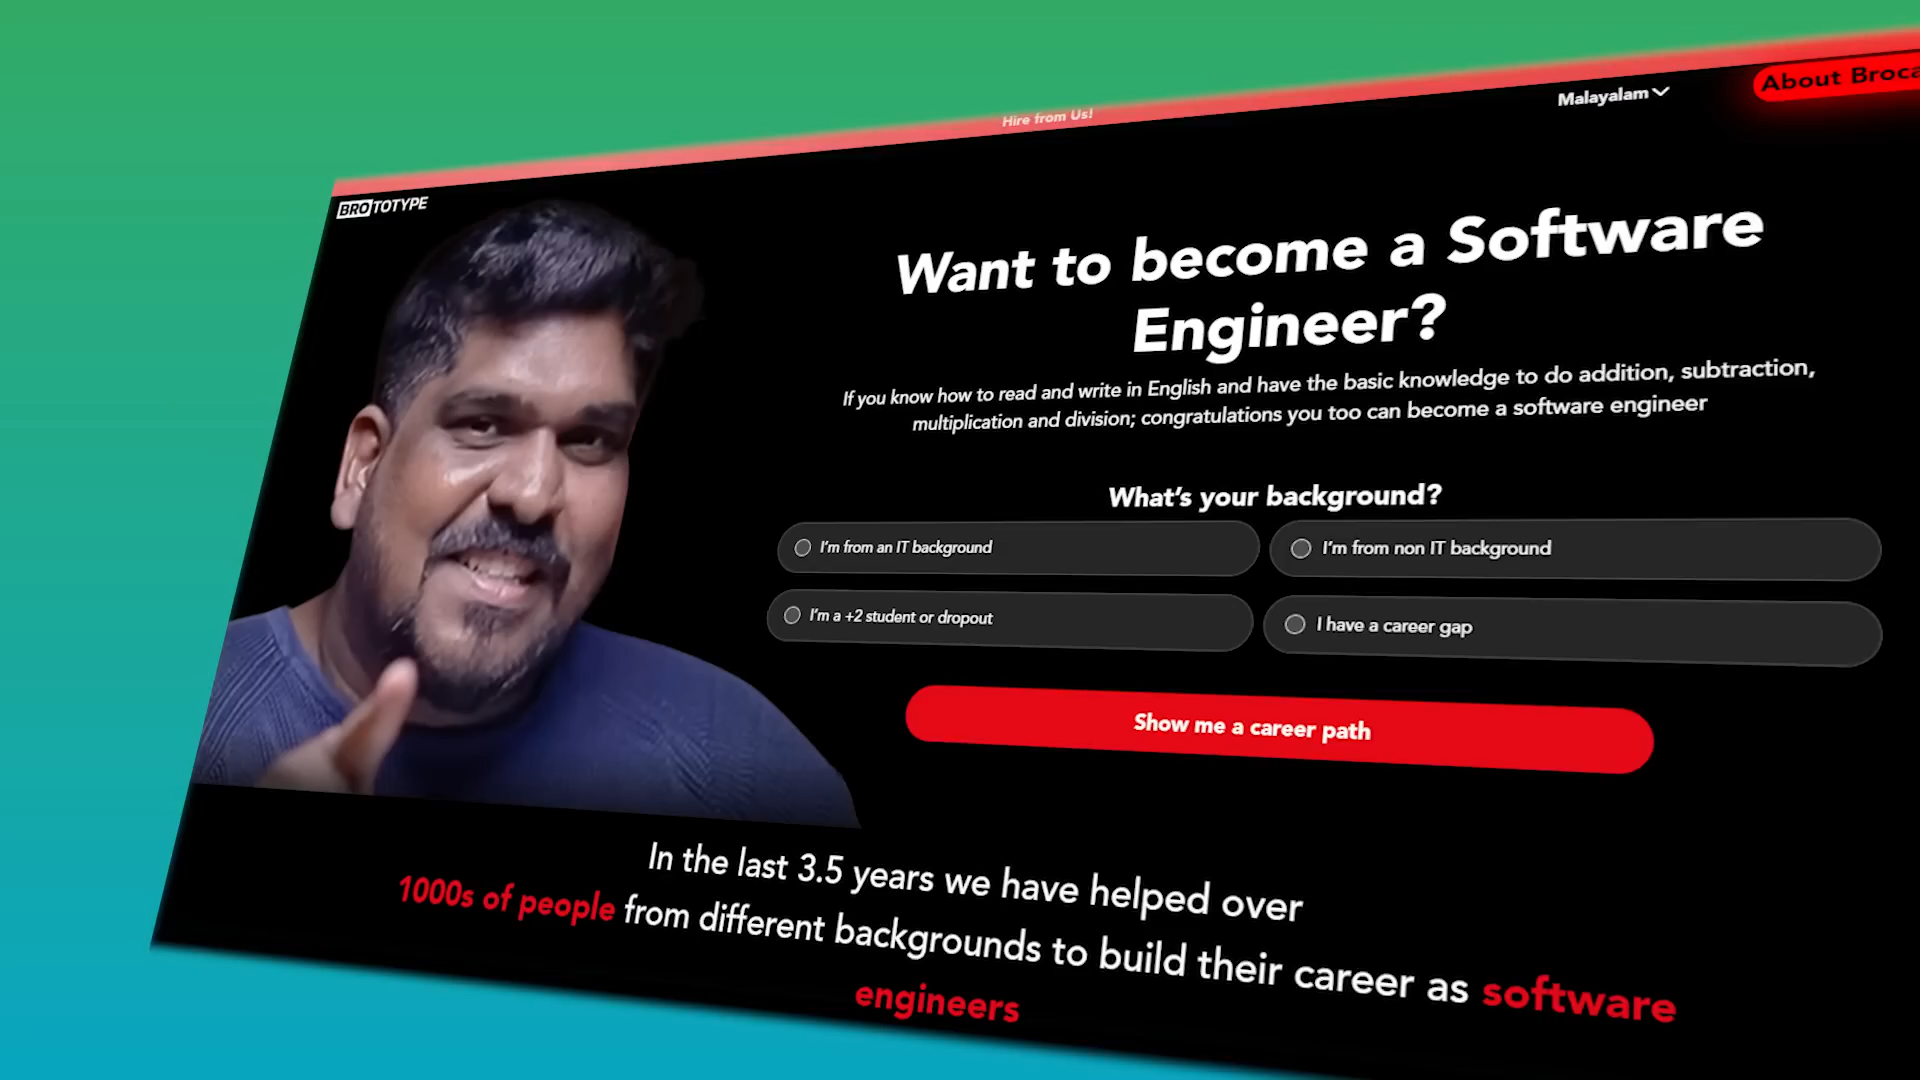 Hire from Us!
Malayalam
About Broca
BROTOTYPE
Want to become a Software
Engineer?
If you know how to read and write in English and have the basic knowledge to do addition, subtraction,
multiplication and division; congratulations you too can become a software engineer
What's your background?
I'm from an IT background
I'm from non IT background
I'm a +2 student or dropout
I have a career gap
Show me a career path
In the last 3.5 years we have helped over
1000s of people from different backgrounds to build their career as software
engineers